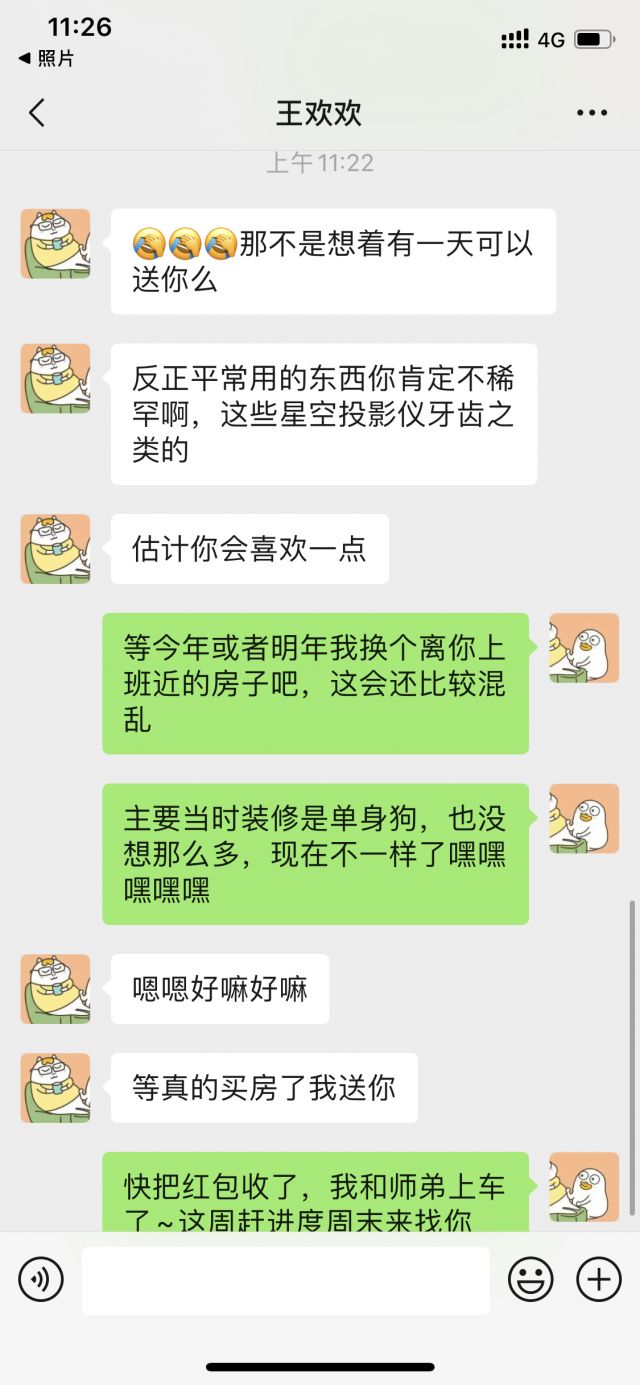 11:26
4G
照片
王欢欢
上午 11:22
🤦🤦🤦那不是想着有一天可以
送你么
反正平常用的东西你肯定不稀
罕啊，这些星空投影仪牙齿之
类的
估计你会喜欢一点
等今年或者明年我换个离你上
班近的房子吧，这会还比较混
乱
主要当时装修是单身狗，也没
想那么多，现在不一样了嘿嘿
嘿嘿嘿
嗯嗯好嘛好嘛
等真的买房了我送你
快把红包收了，我和师弟上车
了~这周赶进度周末来找你